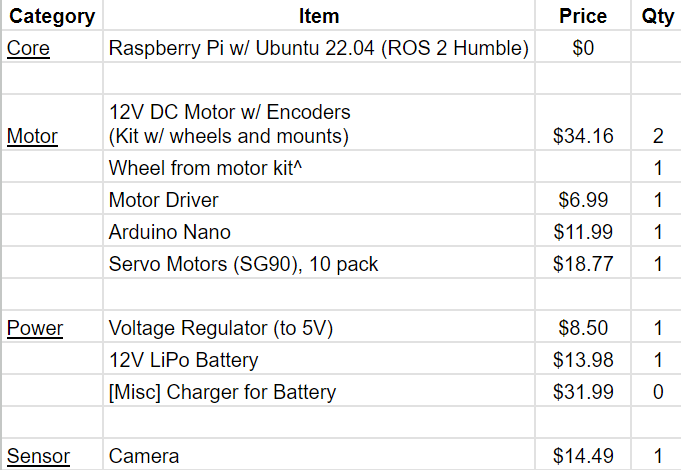 Category Item Price Qty
Core Raspberry Pi w/ Ubuntu 22.04 (ROS 2 Humble) $0
12V DC Motor w/ Encoders
Motor (Kit w/ wheels and mounts) $34.16 2
Wheel from motor kit^ 1
Motor Driver $6.99 1
Arduino Nano $11.99 1
Servo Motors (SG90), 10 pack $18.77 1
Power Voltage Regulator (to 5V) $8.50 1
12V LiPo Battery $13.98 1
[Misc] Charger for Battery $31.99 0
Sensor Camera $14.49 1